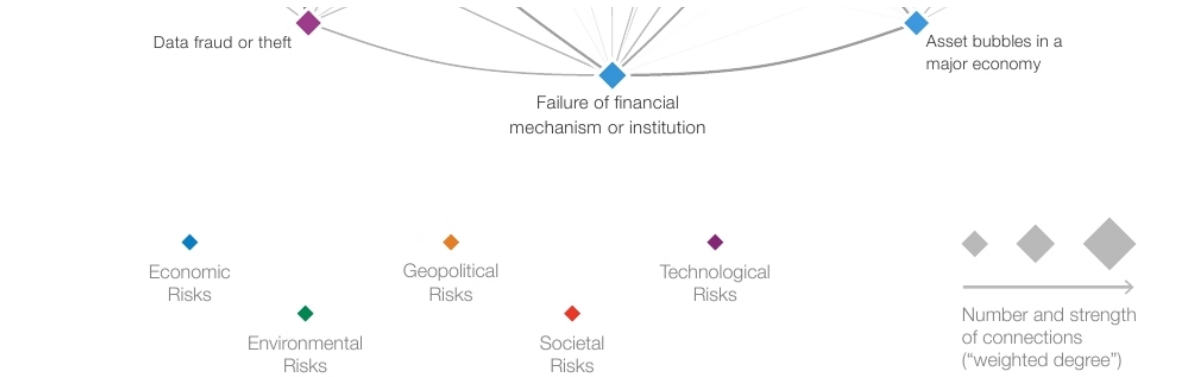 Data fraud or theft
Asset bubbles in a
major economy
Failure of financial
mechanism or institution
Economic
Risks
Geopolitical
Risks
Technological
Risks
Environmental
Risks
Societal
Risks
Number and strength
of connections
(“weighted degree”)